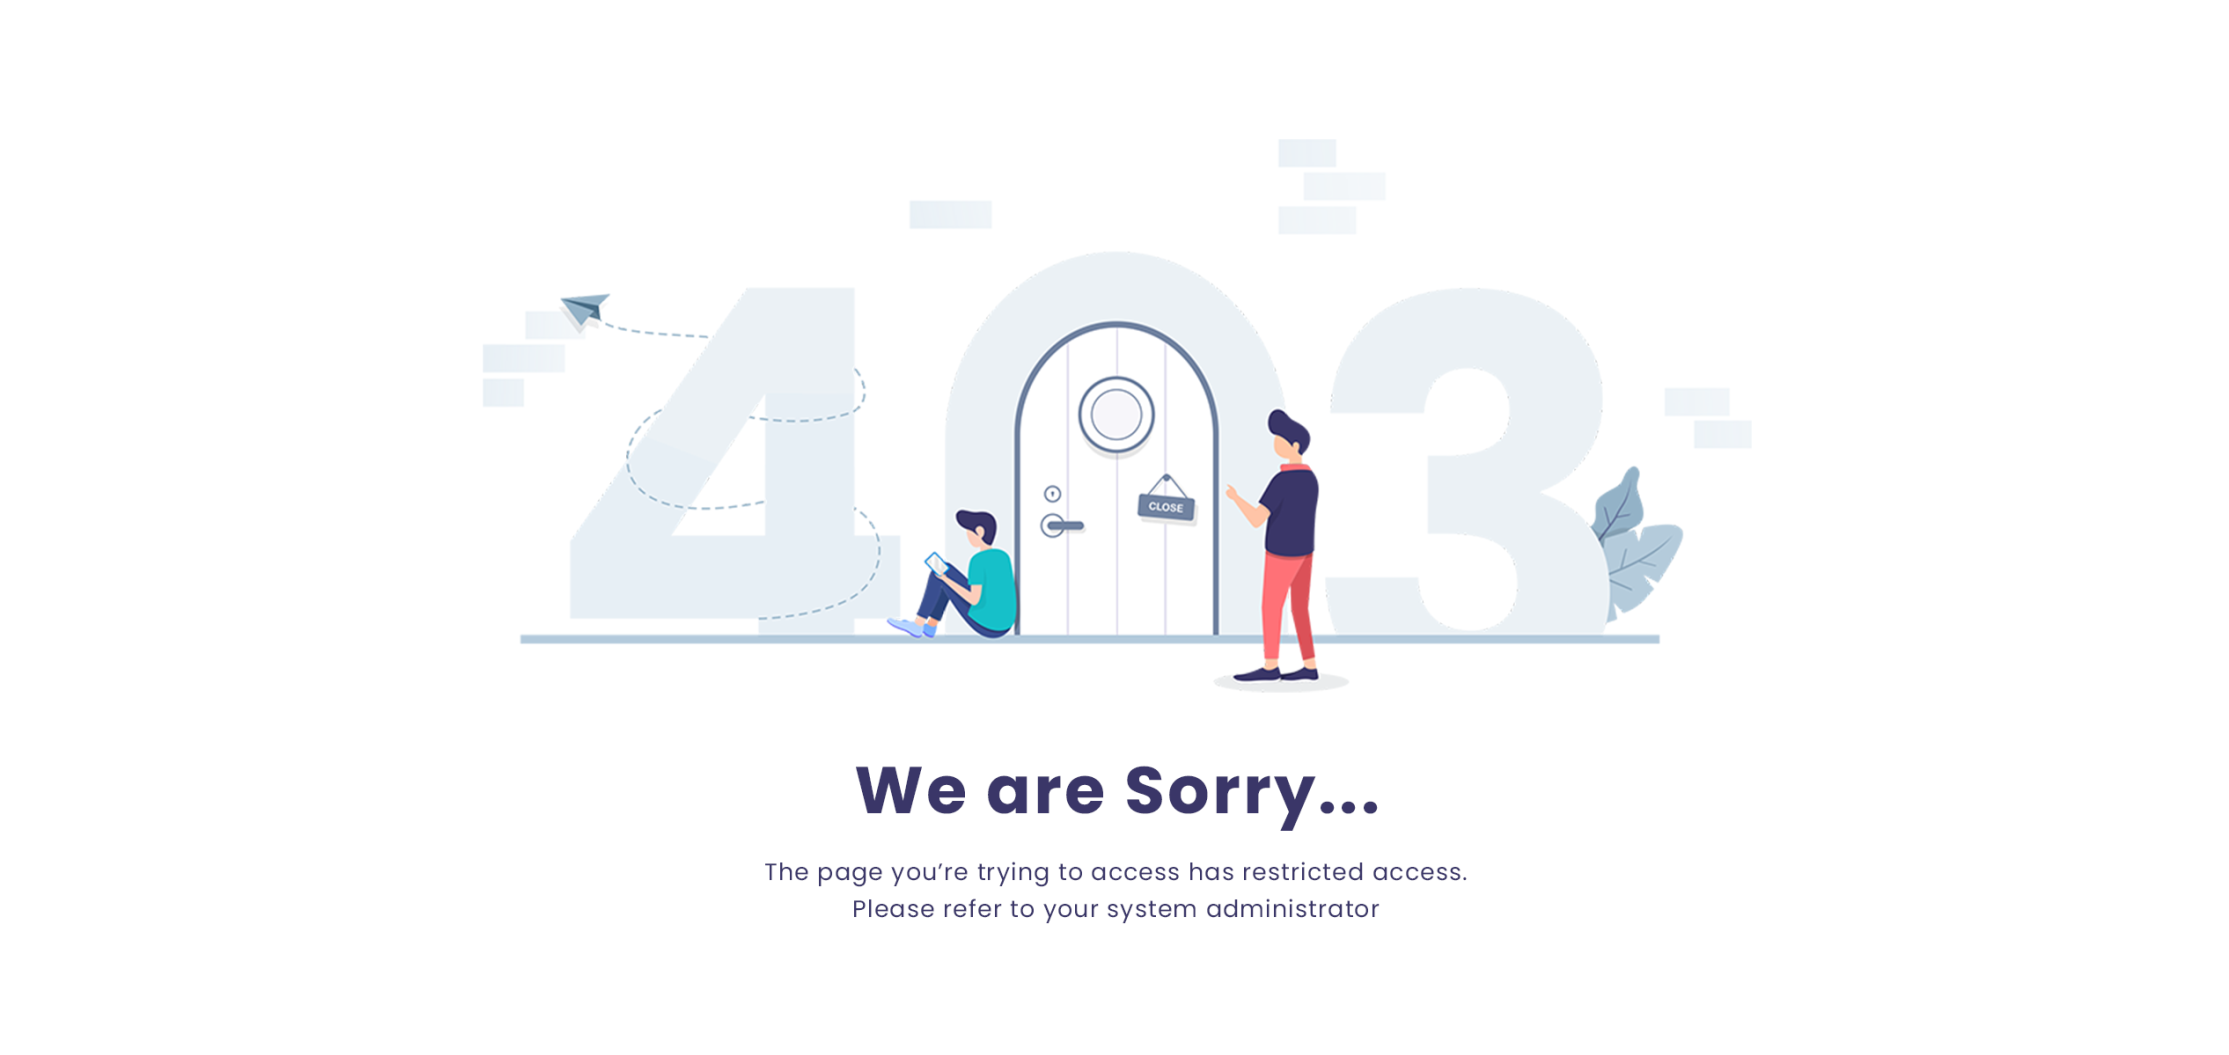 403
CLOSE
We are Sorry...
The page you’re trying to access has restricted access.
Please refer to your system administrator